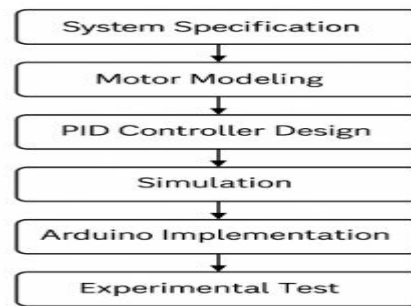 System Specification
Motor Modeling
PID Controller Design
Simulation
Arduino Implementation
Experimental Test